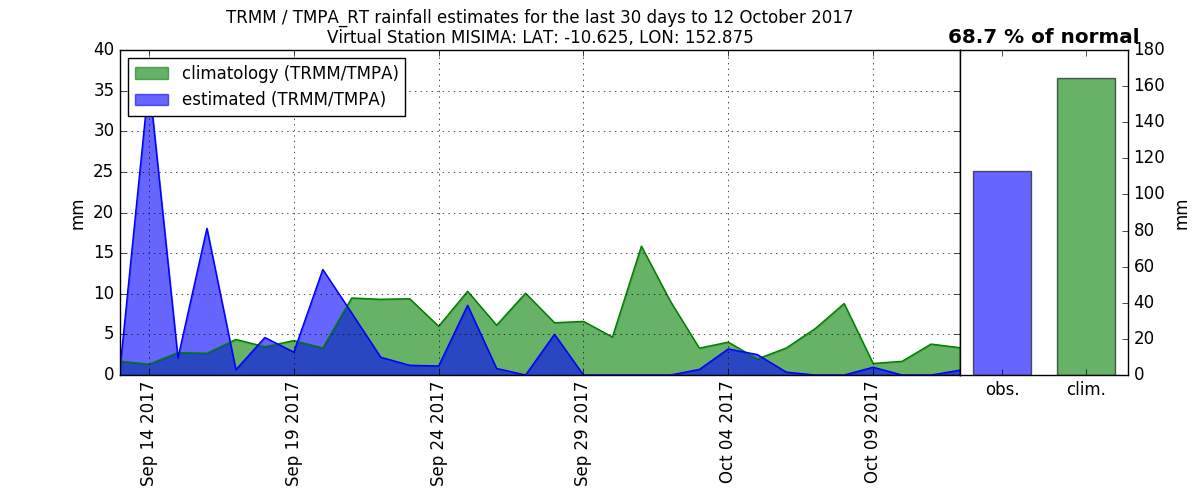 TRMM / TMPA_RT rainfall estimates for the last 30 days to 12 October 2017
Virtual Station MISIMA: LAT: -10.625, LON: 152.875
68.7 % of normal
climatology (TRMM/TMPA)
estimated (TRMM/TMPA)
40
35
30
25
20
15
10
5
0
mm
Sep 14 2017
Sep 19 2017
Sep 24 2017
Sep 29 2017
Oct 04 2017
Oct 09 2017
obs.
clim.
180
160
140
120
100
80
60
40
20
0
mm